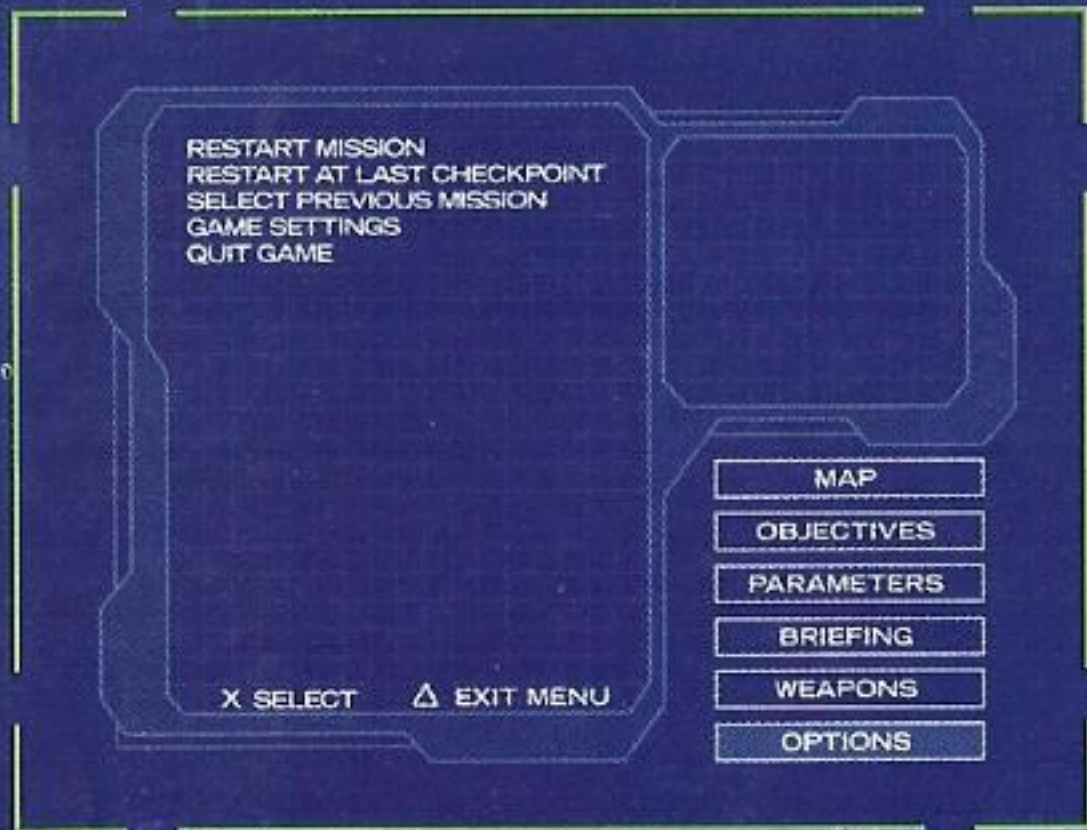 RESTART MISSION
RESTART AT LAST CHECKPOINT
SELECT PREVIOUS MISSION
GAME SETTINGS
QUIT GAME
X SELECT △ EXIT MENU
MAP
OBJECTIVES
PARAMETERS
BRIEFING
WEAPONS
OPTIONS